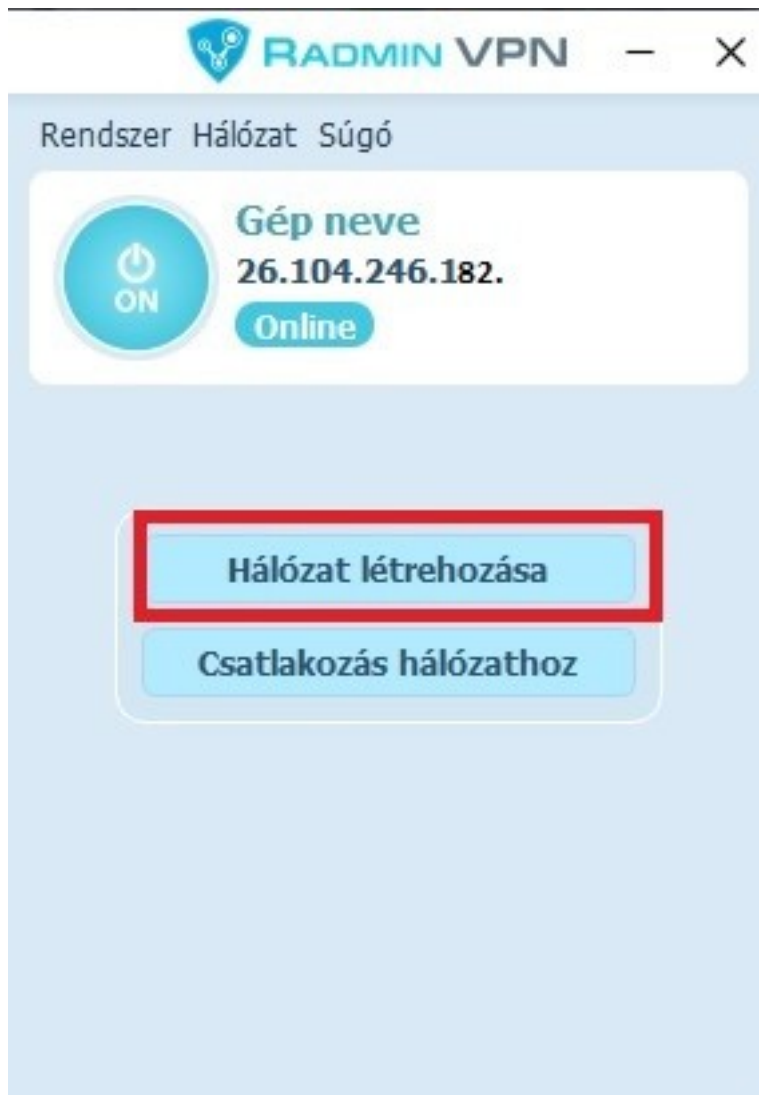 RADMIN VPN
Rendszer Hálózat Súgó
Gép neve
ON
26.104.246.182.
Online
Hálózat létrehozása
Csatlakozás hálózathoz